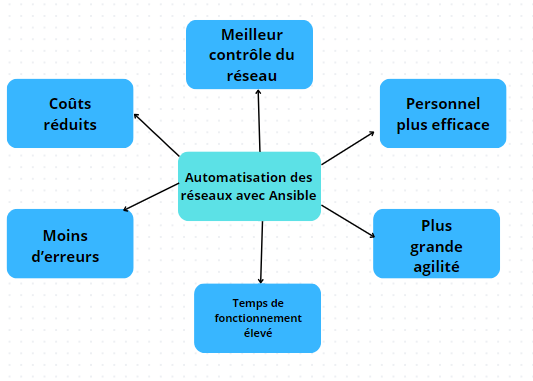 Meilleur
contrôle du
réseau
Coûts
réduits
Personnel
plus efficace
Automatisation des
réseaux avec Ansible
Moins
d’erreurs
Plus
grande
agilité
Temps de
fonctionnement
élevé